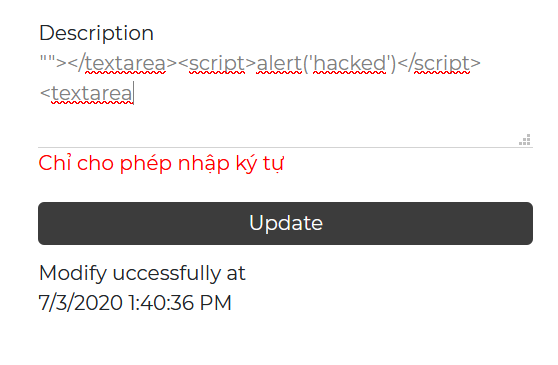 Description
""></textarea><script>alert('hacked')</script>
<textarea
Chỉ cho phép nhập ký tự
Update
Modify uccessfully at
7/3/2020 1:40:36 PM